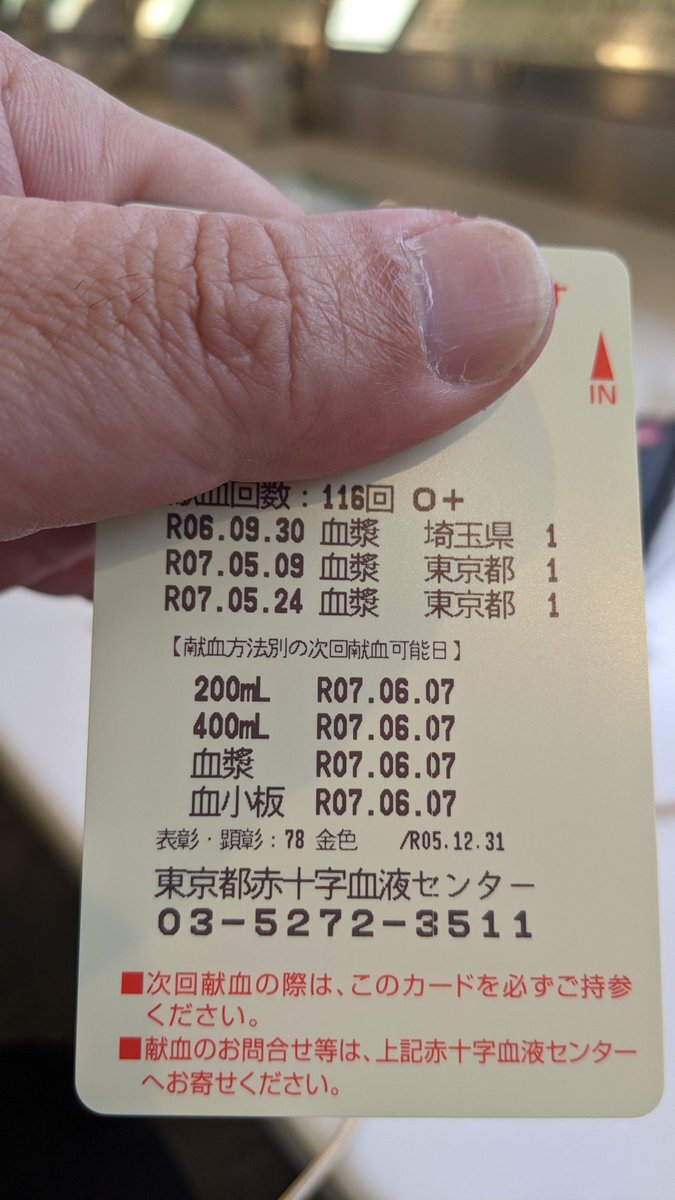 IN
献血回数：116回 O+
R06.09.30 血漿 埼玉県 1
R07.05.09 血漿 東京都 1
R07.05.24 血漿 東京都 1
【献血方法別の次回献血可能日】
200mL R07.06.07
400mL R07.06.07
血漿 R07.06.07
血小板 R07.06.07
表彰・顕彰：78 金色 /R05.12.31
東京都赤十字血液センター
03-5272-3511
■次回献血の際は、このカードを必ずご持参
ください。
■献血のお問合せ等は、上記赤十字血液センター
へお寄せください。